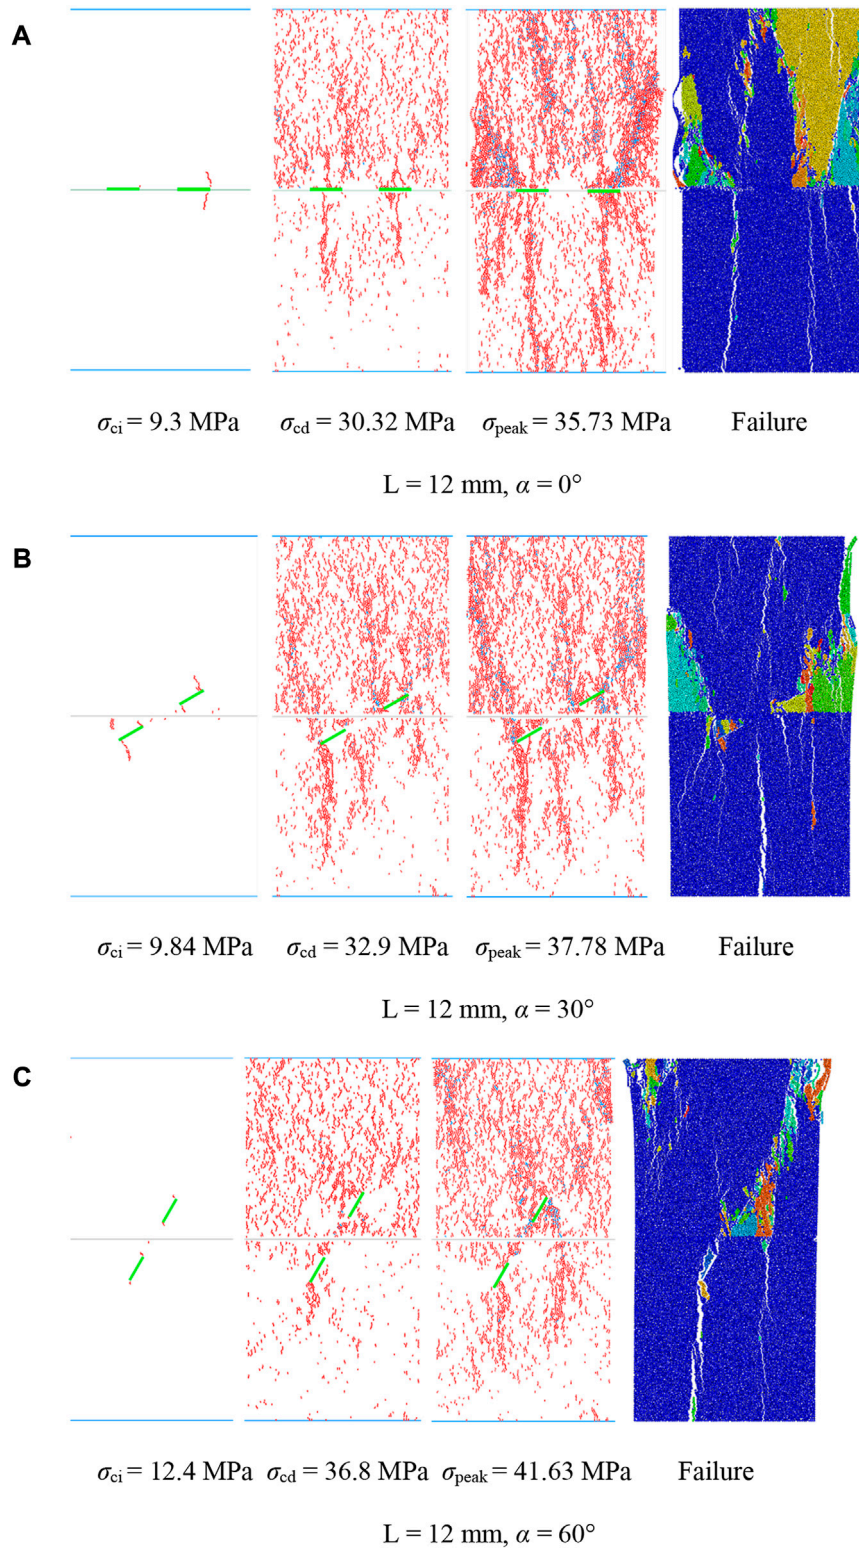 A
σci = 9.3 MPa σcd = 30.32 MPa σpeak = 35.73 MPa Failure
L = 12 mm, α = 0°
B
σci = 9.84 MPa σcd = 32.9 MPa σpeak = 37.78 MPa Failure
L = 12 mm, α = 30°
C
σci = 12.4 MPa σcd = 36.8 MPa σpeak = 41.63 MPa Failure
L = 12 mm, α = 60°